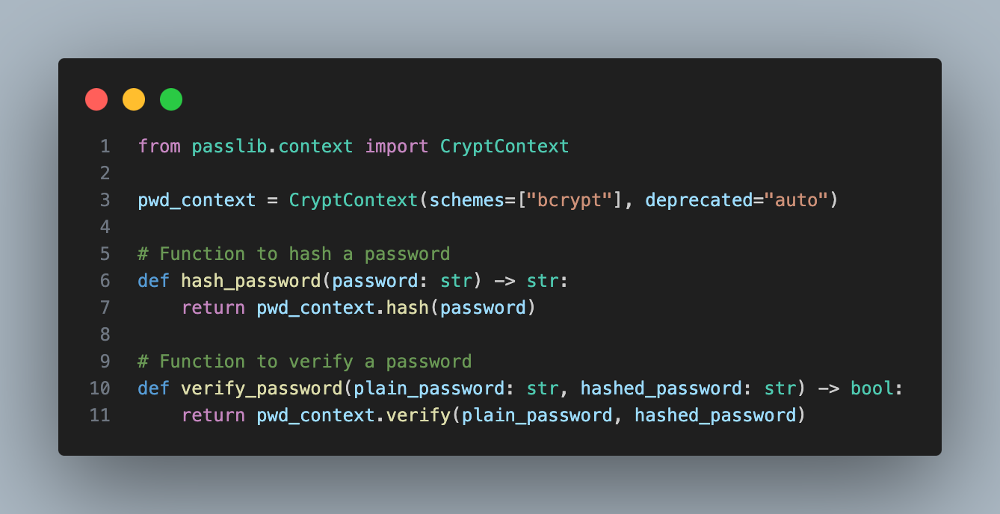 1 from passlib.context import CryptContext
2
3 pwd_context = CryptContext(schemes=["bcrypt"], deprecated="auto")
4
5 # Function to hash a password
6 def hash_password(password: str) -> str:
7     return pwd_context.hash(password)
8
9 # Function to verify a password
10 def verify_password(plain_password: str, hashed_password: str) -> bool:
11     return pwd_context.verify(plain_password, hashed_password)